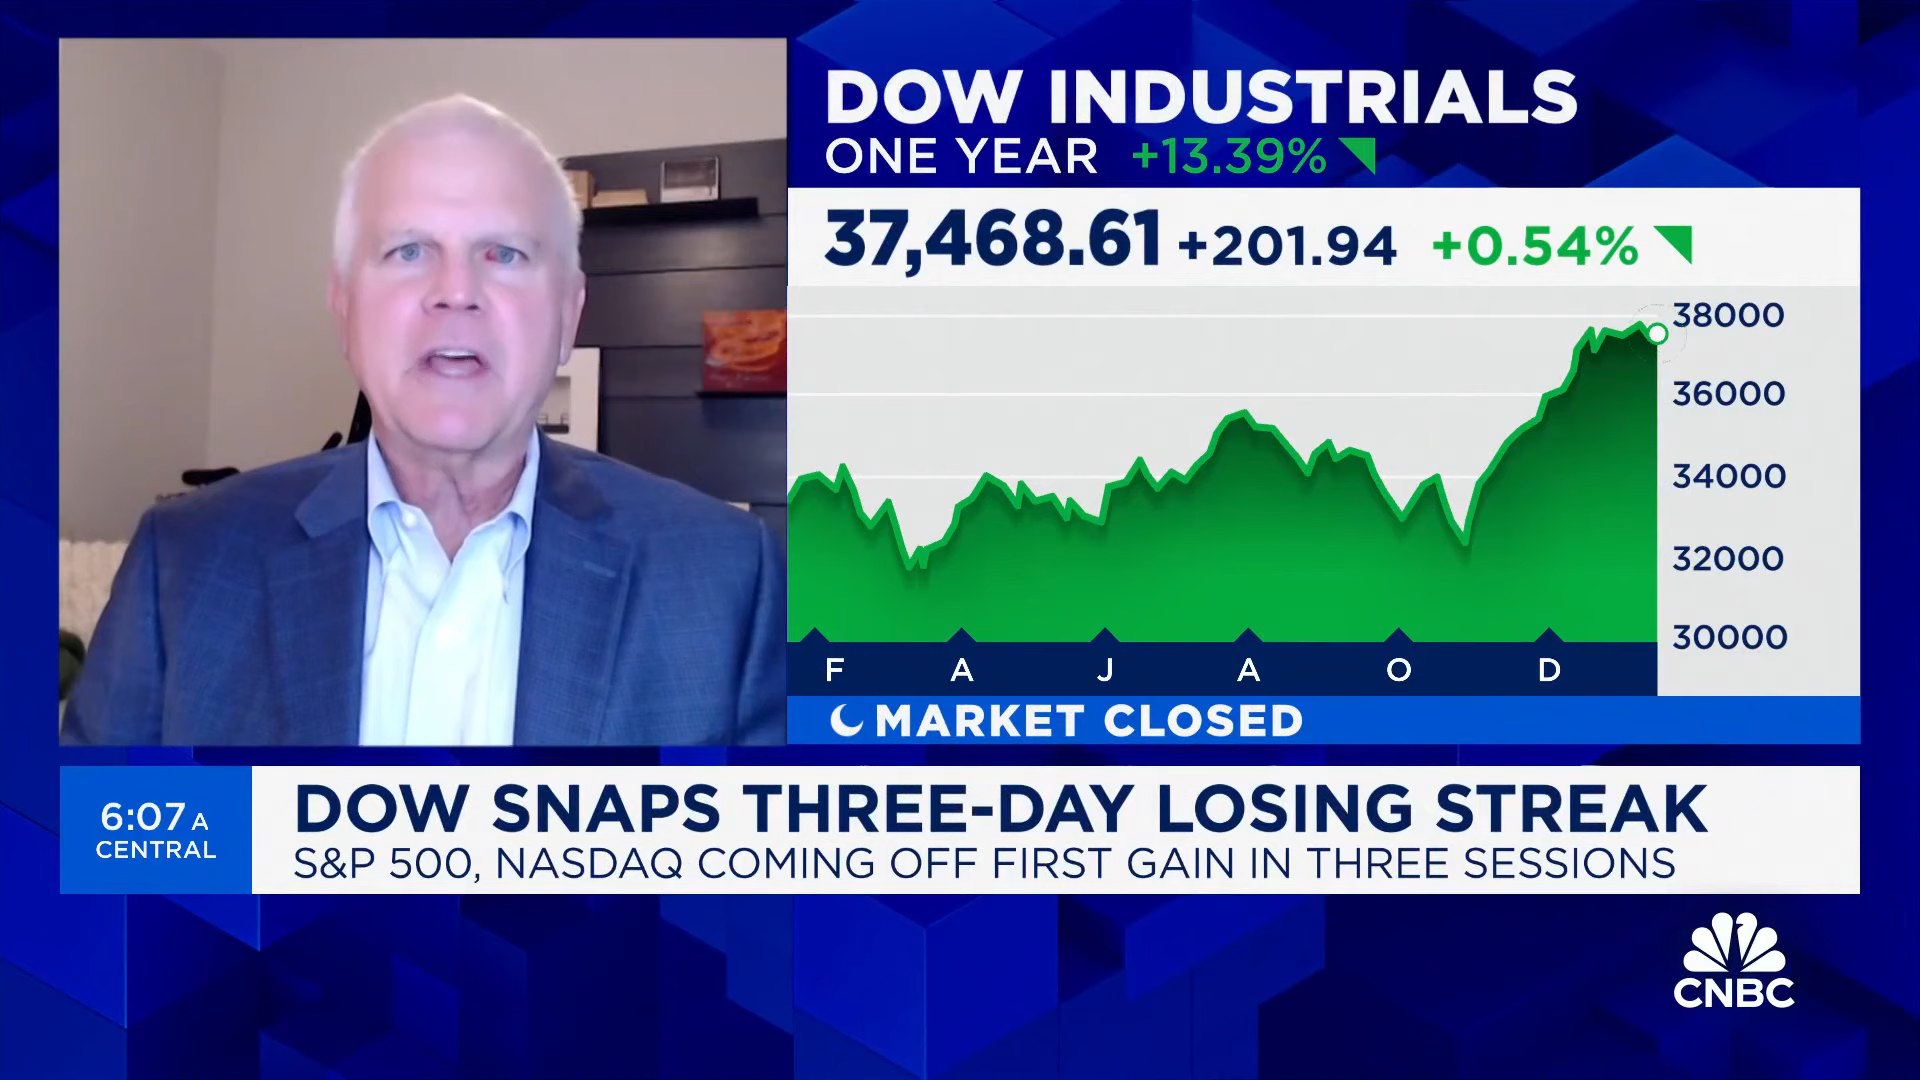 DOW INDUSTRIALS
ONE YEAR +13.39%
37,468.61 +201.94 +0.54%
38000
36000
34000
32000
30000
F A J A O D
MARKET CLOSED
6:07 A
CENTRAL
DOW SNAPS THREE-DAY LOSING STREAK
S&P 500, NASDAQ COMING OFF FIRST GAIN IN THREE SESSIONS
CNBC